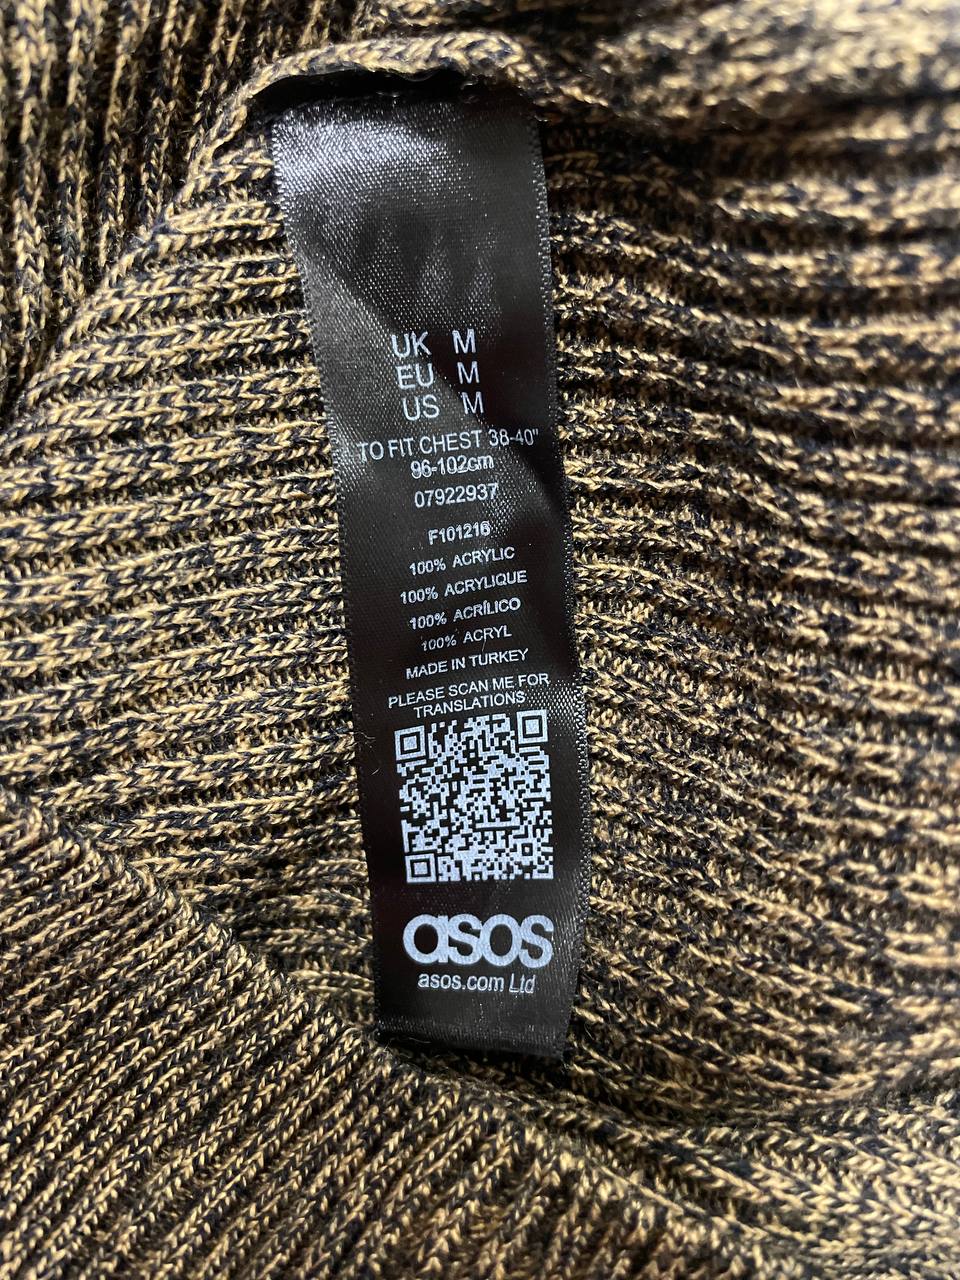 UK M
EU M
US M
TO FIT CHEST 38-40"
96-102cm
07922937
F101216
100% ACRYLIC
100% ACRYLIQUE
100% ACRÍLICO
100% ACRYL
MADE IN TURKEY
PLEASE SCAN ME FOR
TRANSLATIONS
asos
asos.com Ltd